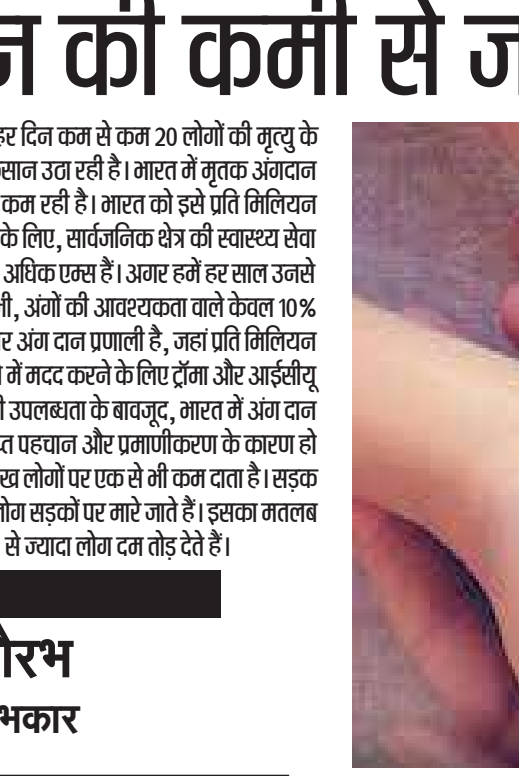 की कमी से
हर दिन कम से कम 20 लोगों की मृत्यु के
उठा रही है। भारत में मृतक अंगदान
कम रही है। भारत को इसे प्रति मिलियन
के लिए, सार्वजनिक क्षेत्र की स्वास्थ्य सेवा
अधिक एम्स हैं। अगर हमें हर साल उनसे
अंगों की आवश्यकता वाले केवल 10%
अंग दान प्रणाली है, जहां प्रति मिलियन
में मदद करने के लिए ट्रॉमा और आईसीयू
उपलब्धता के बावजूद, भारत में अंग दान
पहचान और प्रमाणीकरण के कारण हो
लोगों पर एक से भी कम दाता है। सड़क
लोग सड़कों पर मारे जाते हैं। इसका मतलब
से ज्यादा लोग दम तोड़ देते हैं।